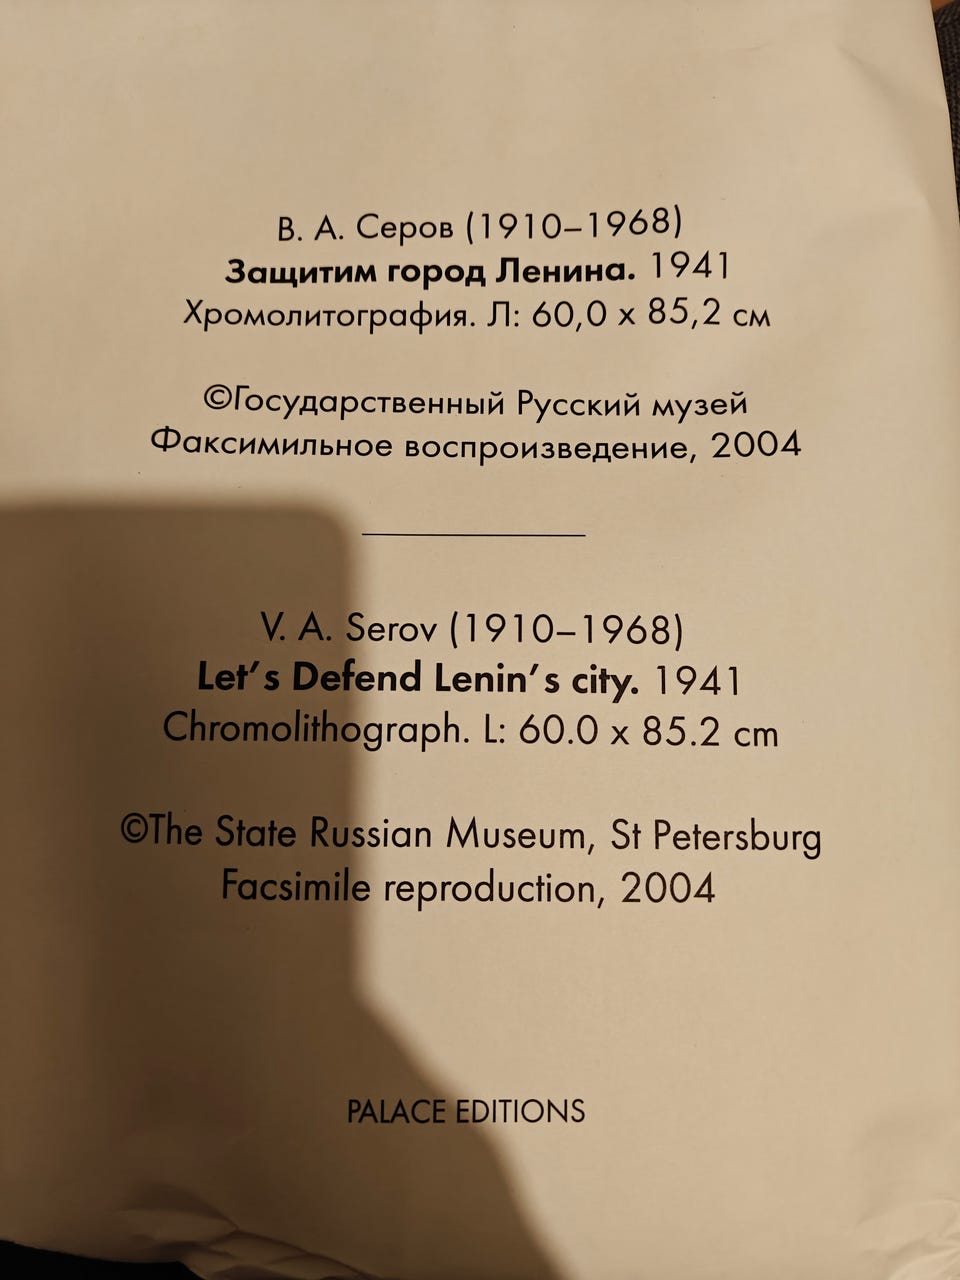 В. А. Серов (1910–1968)
Защитим город Ленина. 1941
Хромолитография. Л: 60,0 x 85,2 см
©Государственный Русский музей
Факсимильное воспроизведение, 2004
V. A. Serov (1910–1968)
Let′s Defend Lenin′s city. 1941
Chromolithograph. L: 60.0 x 85.2 cm
©The State Russian Museum, St Petersburg
Facsimile reproduction, 2004
PALACE EDITIONS